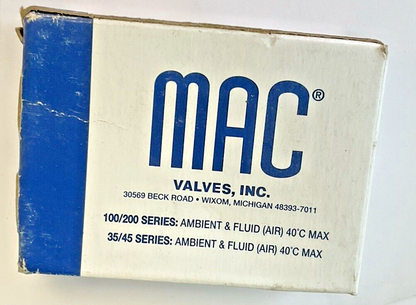 MAC®
VALVES, INC.
30569 BECK ROAD • WIXOM, MICHIGAN 48393-7011
100/200 SERIES: AMBIENT & FLUID (AIR) 40°C MAX
35/45 SERIES: AMBIENT & FLUID (AIR) 40°C MAX